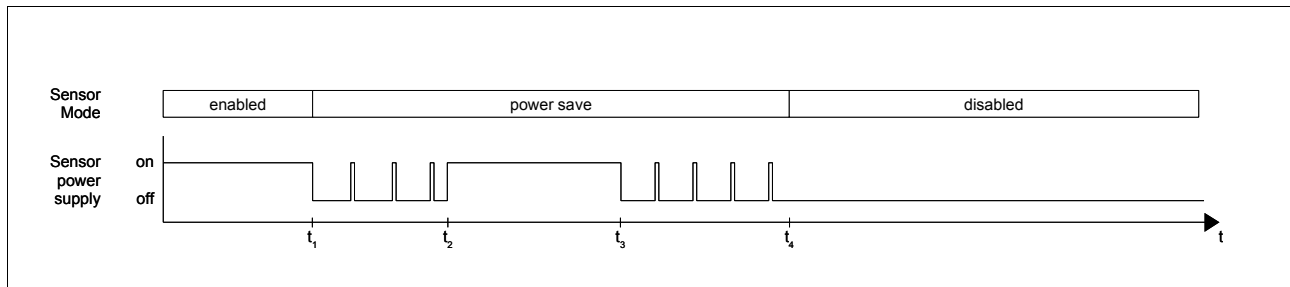 Sensor Mode
enabled power save disabled
Sensor power supply
on
off
t1 t2 t3 t4 t